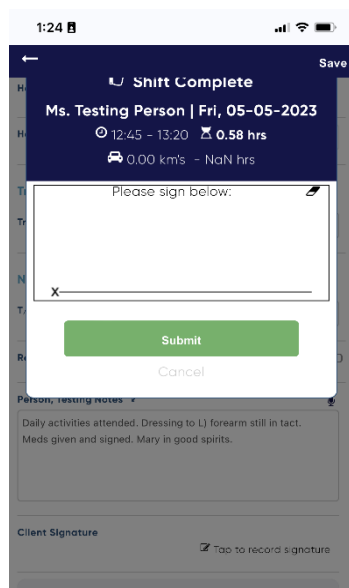 1:24
Save
Shift Complete
Ms. Testing Person | Fri, 05-05-2023
12:45 - 13:20 0.58 hrs
0.00 km's - NaN hrs
Please sign below:
X
Submit
Cancel
Person, Testing Notes
Daily activities attended. Dressing to L) forearm still in tact.
Meds given and signed. Mary in good spirits.
Client Signature
Tap to record signature